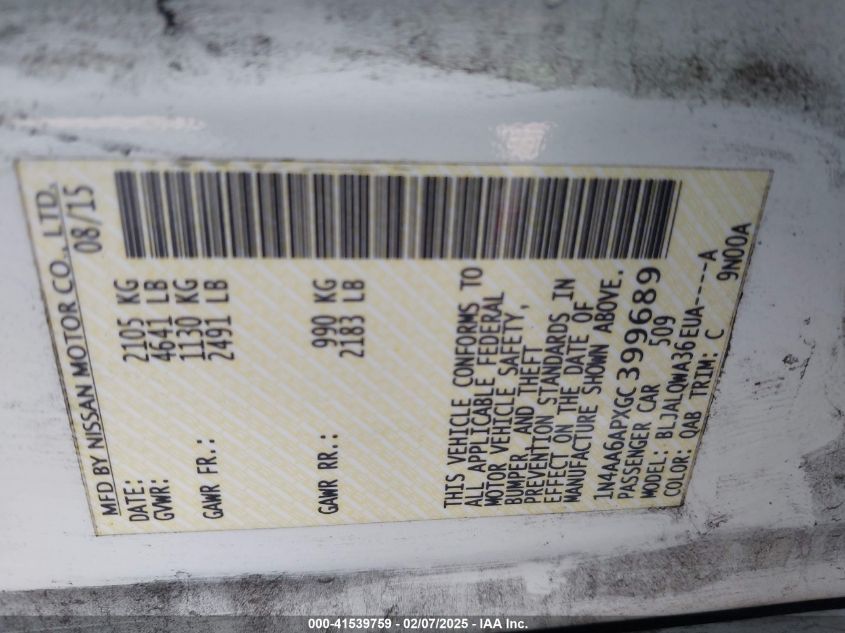 MFD BY NISSAN MOTOR CO., LTD.
DATE: 08/15
GVWR: 2105 KG
4641 LB
GAWR FR.: 1130 KG
2491 LB
GAWR RR.: 990 KG
2183 LB
THIS VEHICLE CONFORMS TO
ALL APPLICABLE FEDERAL
MOTOR VEHICLE SAFETY,
BUMPER, AND THEFT
PREVENTION STANDARDS IN
EFFECT ON THE DATE OF
MANUFACTURE SHOWN ABOVE.
1N4AA6APXGC399689
PASSENGER CAR 509
MODEL: BLJALQWA36EUA----A
COLOR: QAB TRIM: C 9N00A
000-41539759 - 02/07/2025 - IAA Inc.